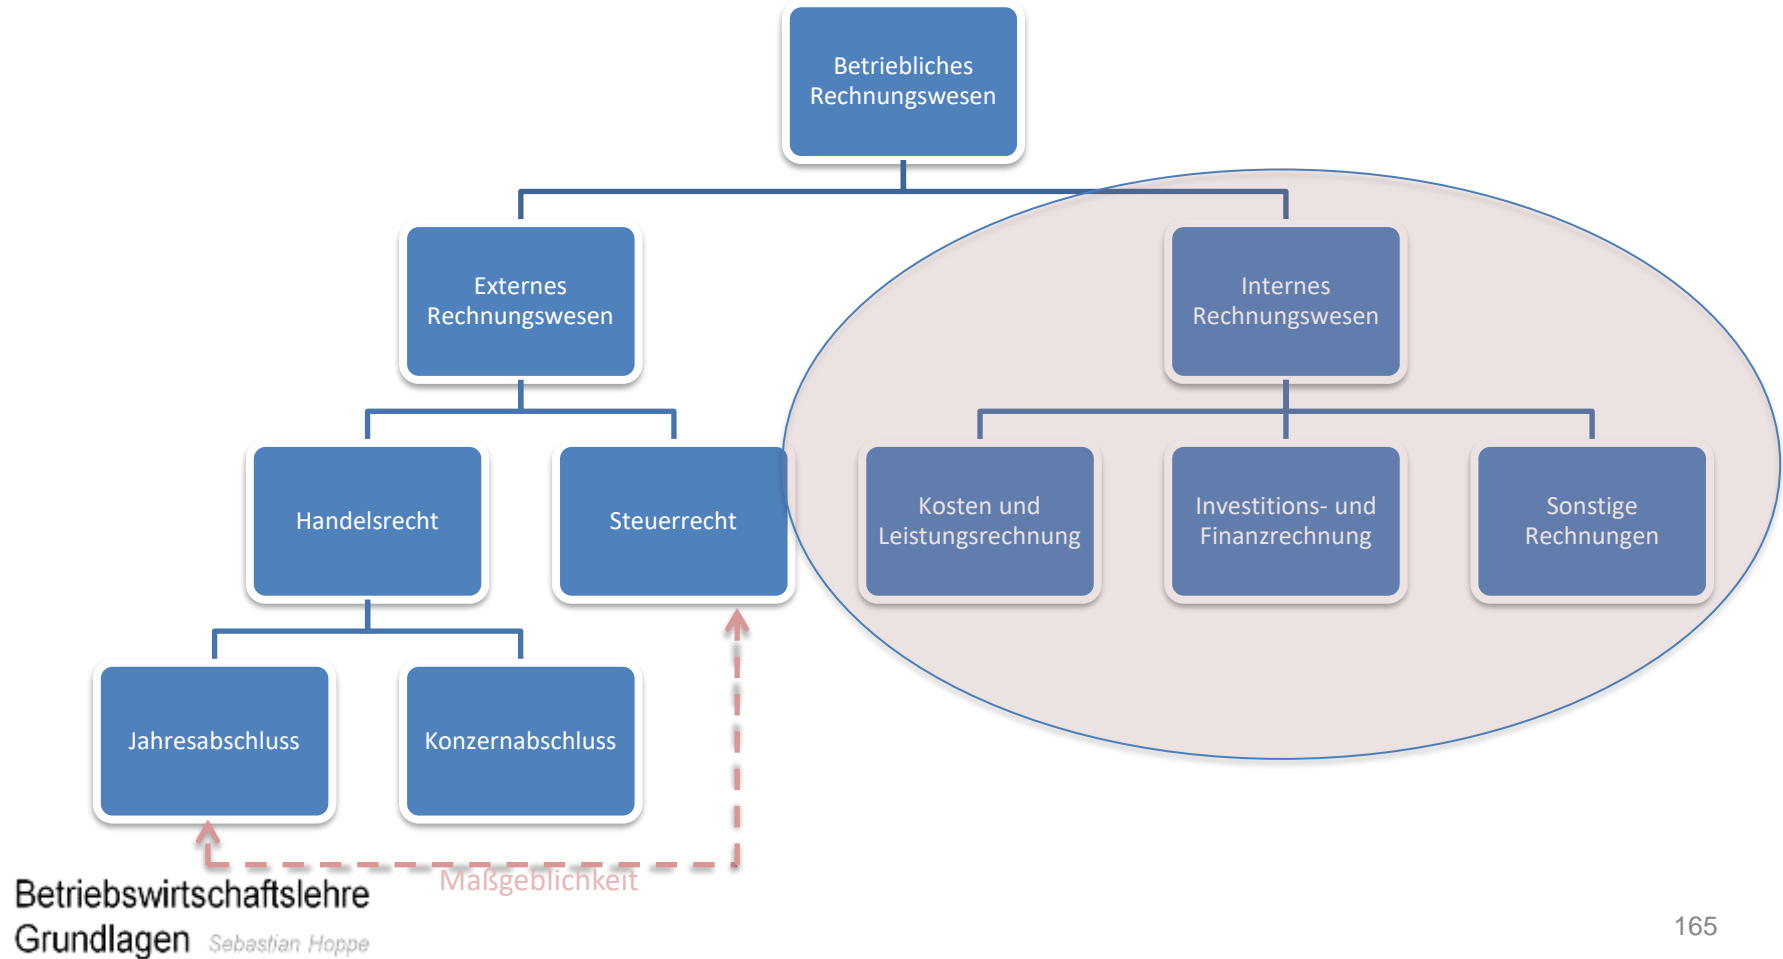 Betriebliches
Rechnungswesen
Externes
Rechnungswesen
Internes
Rechnungswesen
Handelsrecht
Steuerrecht
Kosten und
Leistungsrechnung
Investitions- und
Finanzrechnung
Sonstige
Rechnungen
Jahresabschluss
Konzernabschluss
Maßgeblichkeit
Betriebswirtschaftslehre
Grundlagen Sebastian Hoppe
165